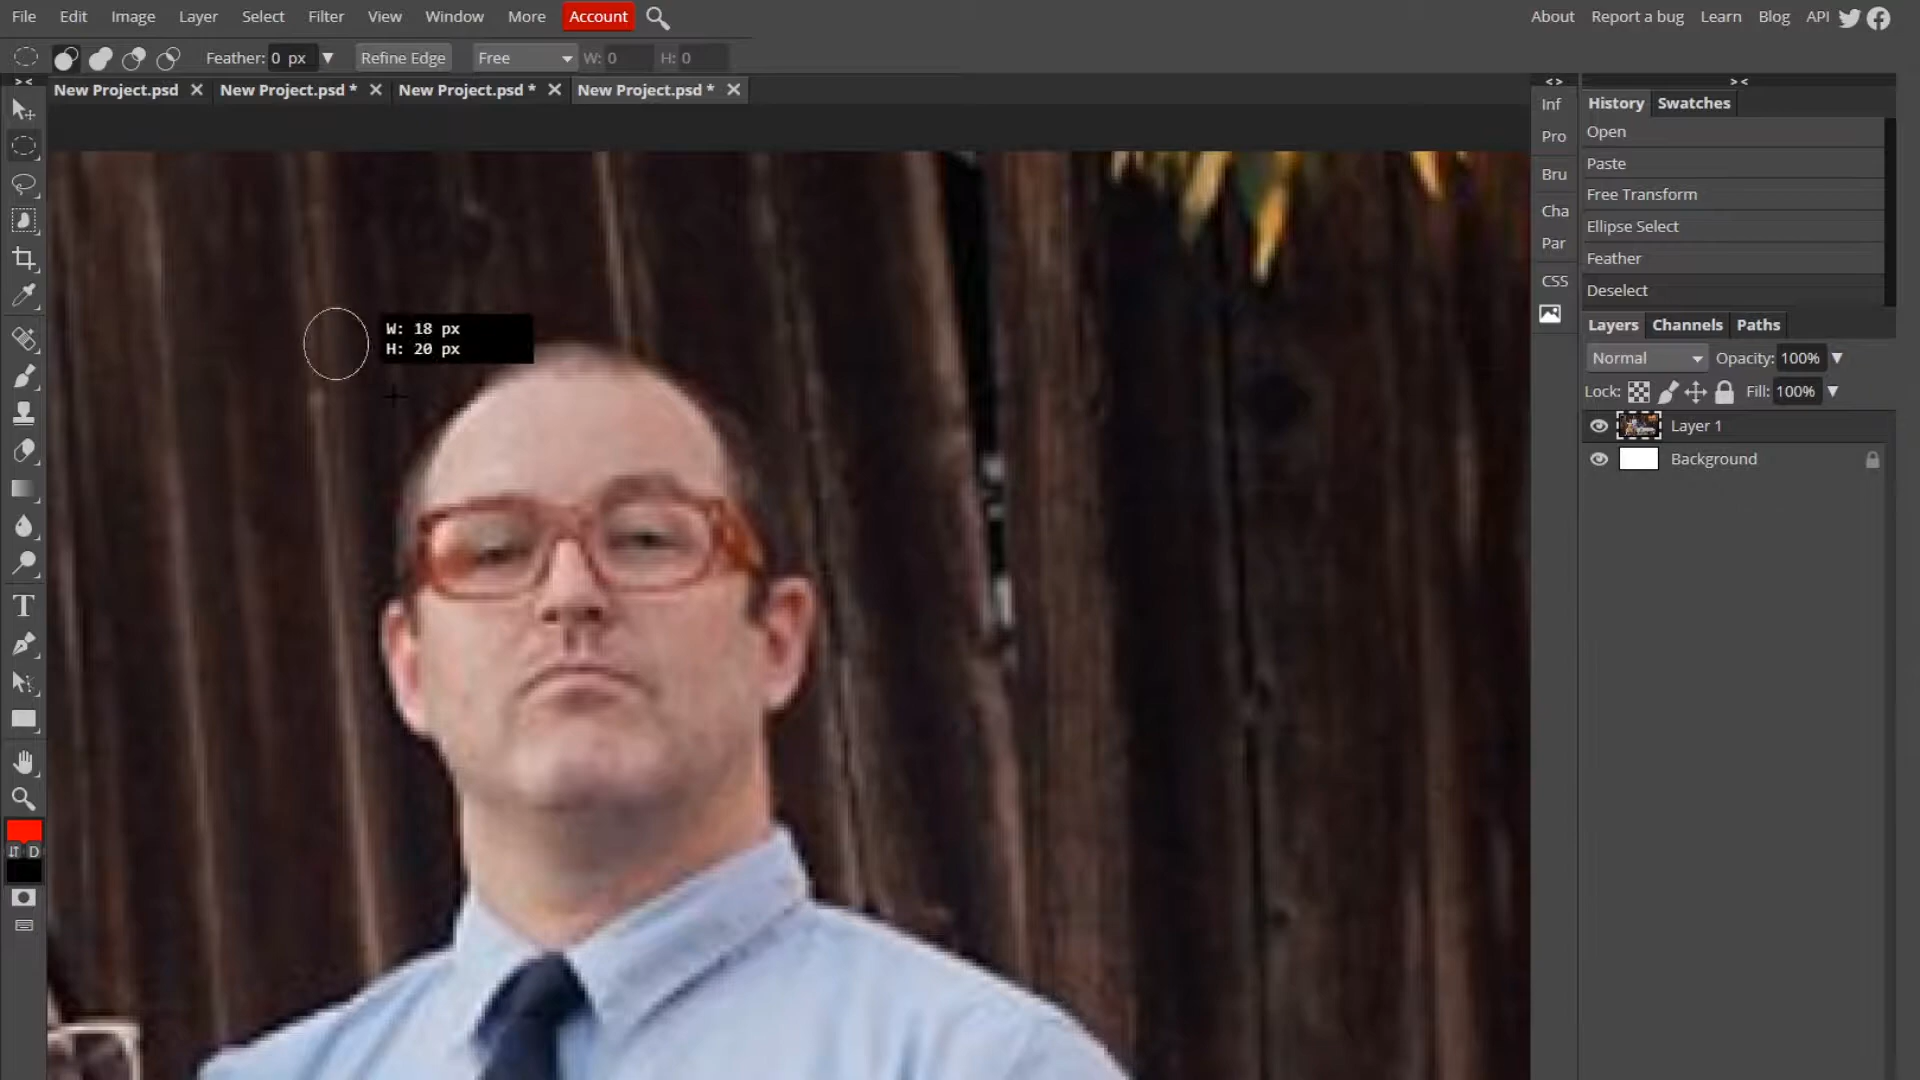 File Edit Image Layer Select Filter View Window More Account About Report a bug Learn Blog API
Feather: 0 px Refine Edge Free W: 0 H: 0
New Project.psd New Project.psd * New Project.psd * New Project.psd *
Inf
Pro
Bru
Cha
Par
CSS
History Swatches
Open
Paste
Free Transform
Ellipse Select
Feather
Deselect
Layers Channels Paths
Normal Opacity: 100%
Lock: Fill: 100%
Layer 1
Background
W: 18 px
H: 20 px
T
D